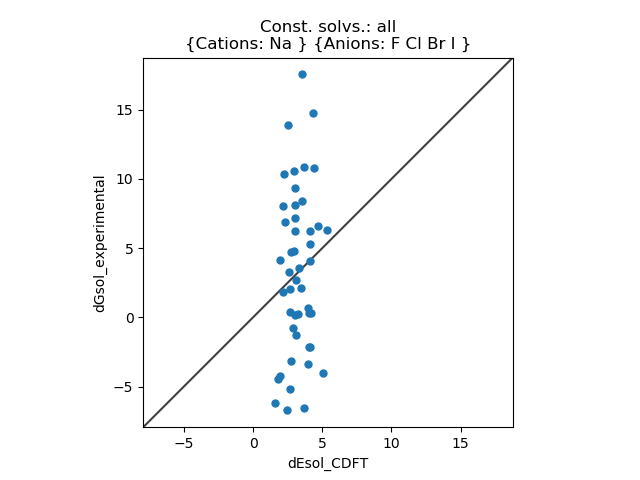 Const. solvs.: all
{Cations: Na } {Anions: F Cl Br I }
15
10
5
0
−5
dGsol_experimental
−5
0
5
10
15
dEsol_CDFT